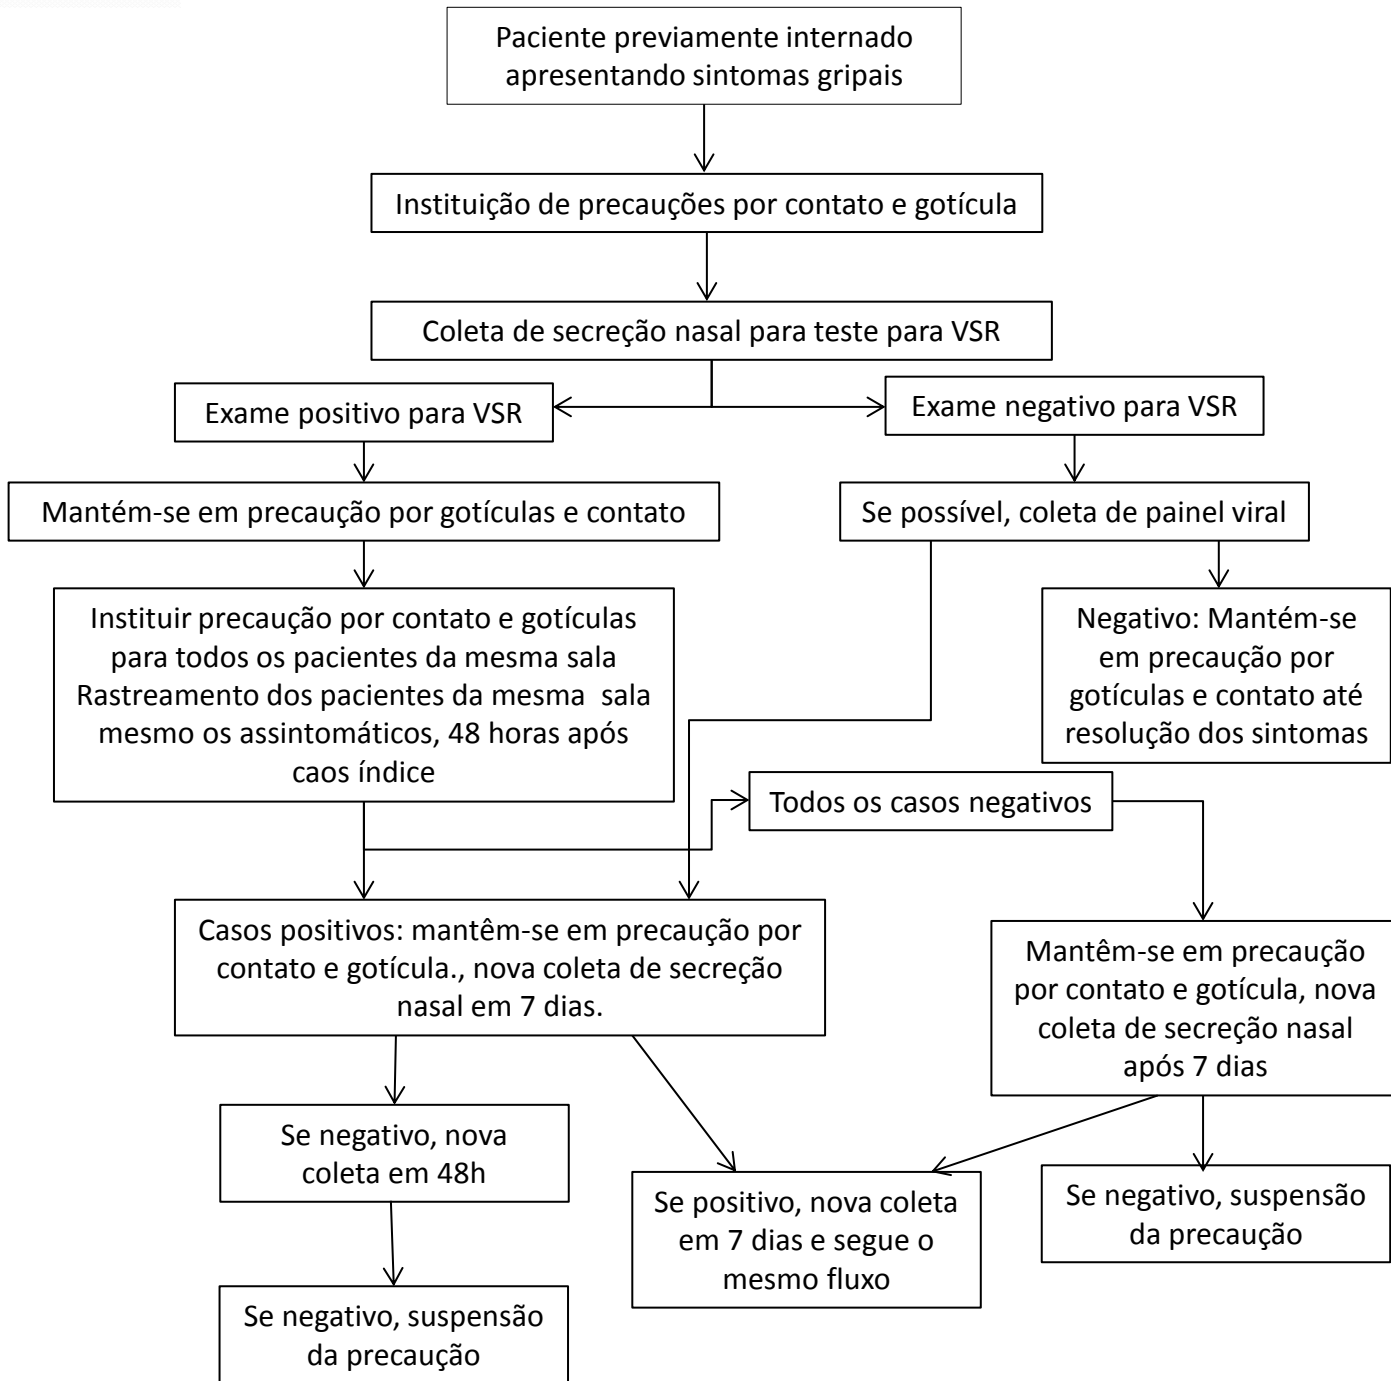 Paciente previamente internado
apresentando sintomas gripais
Instituição de precauções por contato e gotícula
Coleta de secreção nasal para teste para VSR
Exame positivo para VSR
Exame negativo para VSR
Mantém-se em precaução por gotículas e contato
Se possível, coleta de painel viral
Instituir precaução por contato e gotículas
para todos os pacientes da mesma sala
Rastreamento dos pacientes da mesma  sala
mesmo os assintomáticos, 48 horas após
caos índice
Negativo: Mantém-se
em precaução por
gotículas e contato até
resolução dos sintomas
Todos os casos negativos
Casos positivos: mantêm-se em precaução por
contato e gotícula., nova coleta de secreção
nasal em 7 dias.
Mantêm-se em precaução
por contato e gotícula, nova
coleta de secreção nasal
após 7 dias
Se negativo, nova
coleta em 48h
Se positivo, nova coleta
em 7 dias e segue o
mesmo fluxo
Se negativo, suspensão
da precaução
Se negativo, suspensão
da precaução